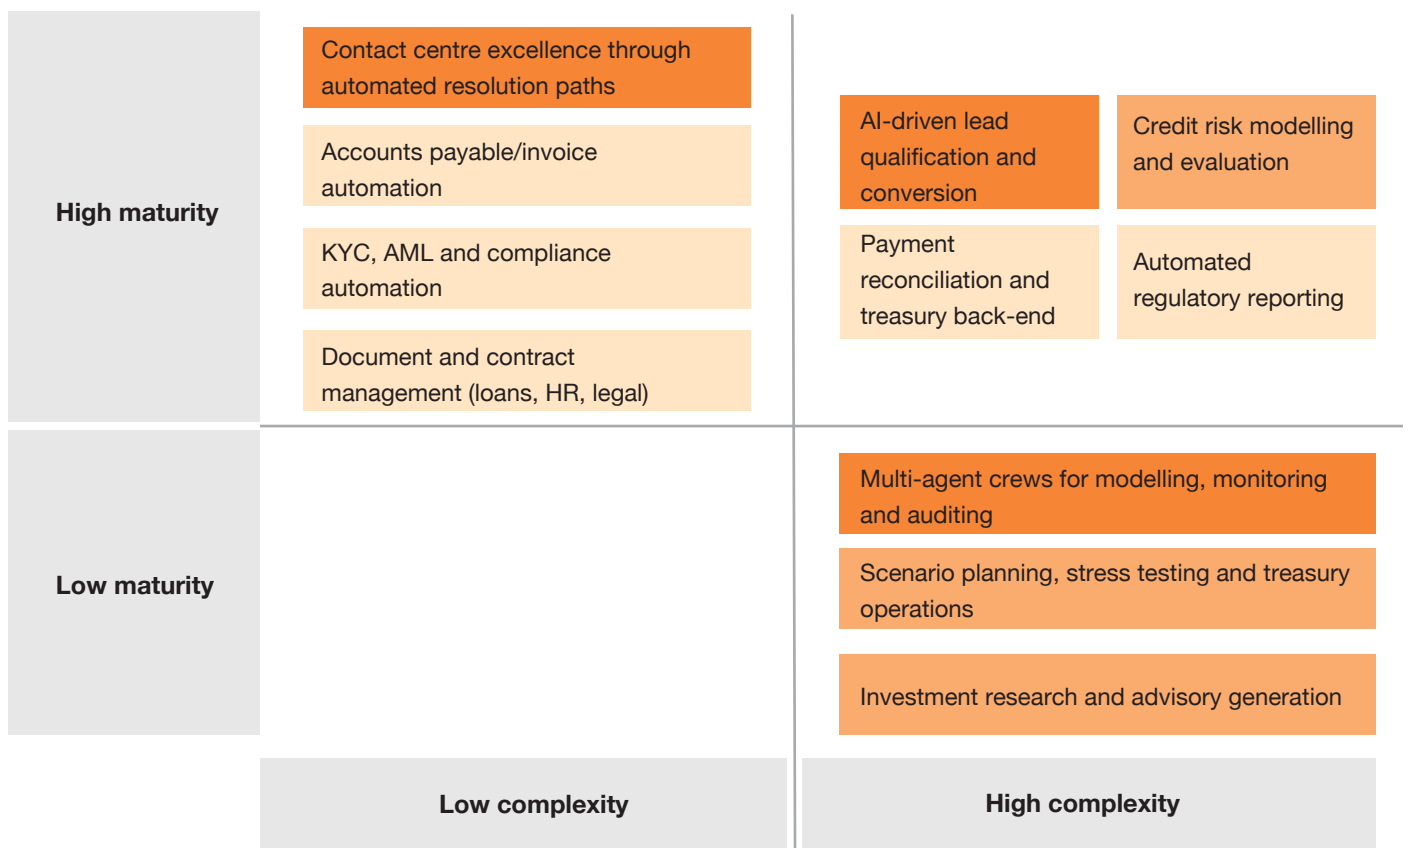 High maturity
Contact centre excellence through
automated resolution paths
Accounts payable/invoice
automation
KYC, AML and compliance
automation
Document and contract
management (loans, HR, legal)
AI-driven lead
qualification and
conversion
Credit risk modelling
and evaluation
Payment
reconciliation and
treasury back-end
Automated
regulatory reporting
Low maturity
Multi-agent crews for modelling, monitoring
and auditing
Scenario planning, stress testing and treasury
operations
Investment research and advisory generation
Low complexity
High complexity